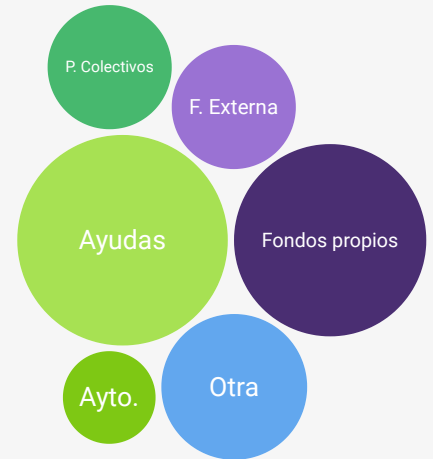 P. Colectivos
F. Externa
Ayudas
Fondos propios
Ayto.
Otra